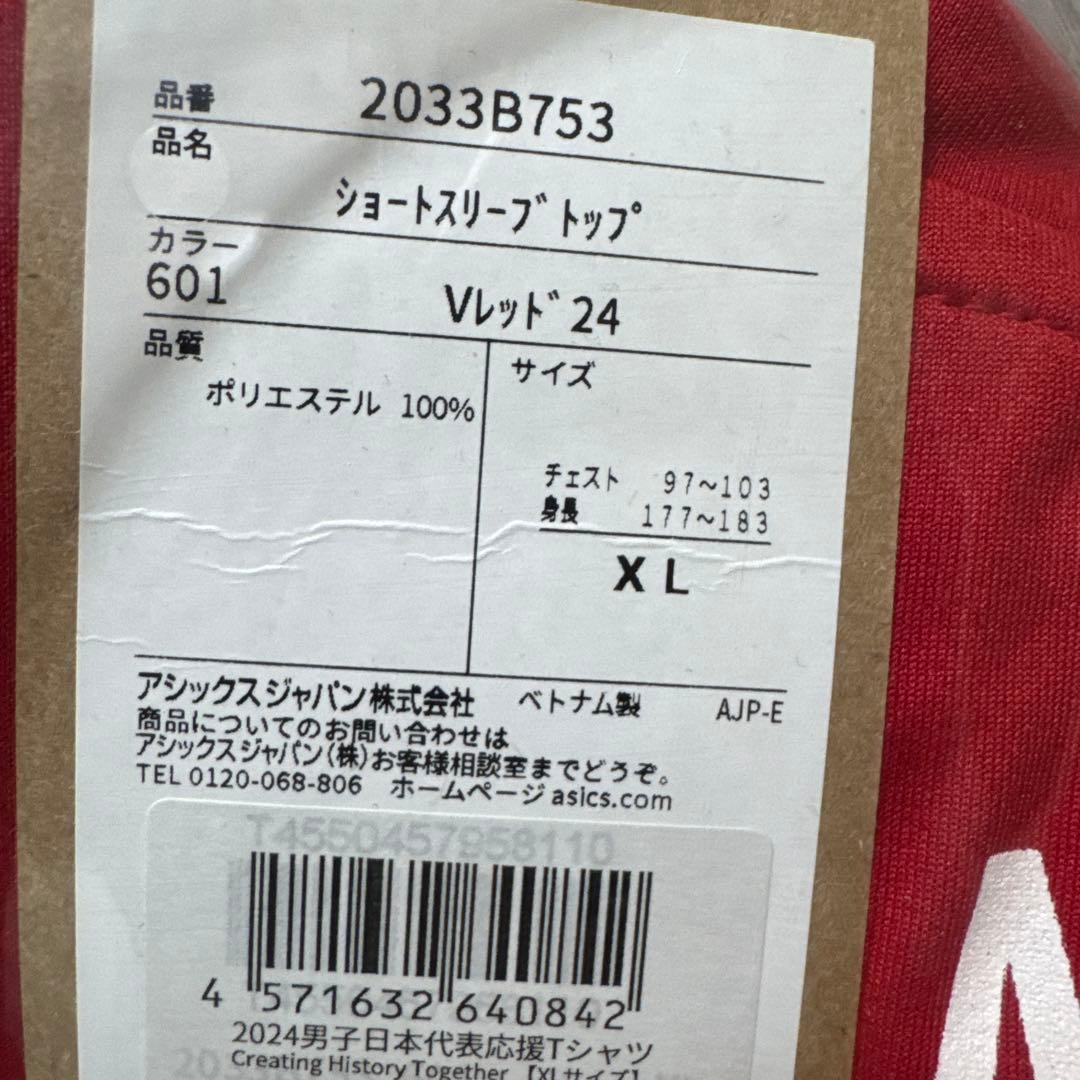 品番 2033B753
品名
ショートスリーブ トップ
カラー
601 Vレッド24
品質
ポリエステル 100%
サイズ
チェスト 97〜103
身長 177〜183
XL
アシックスジャパン株式会社 ベトナム製 AJP-E
商品についてのお問い合わせは
アシックスジャパン(株)お客様相談室までどうぞ。
TEL 0120-068-806 ホームページ asics.com
T4550457958110
4 571632 640842
2024男子日本代表応援Tシャツ
Creating History Together 【XLサイズ】